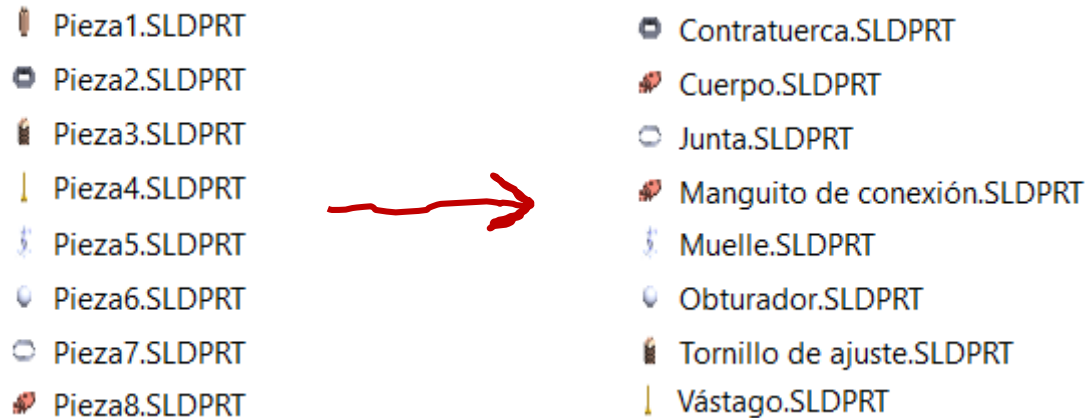 Pieza1.SLDPRT
Pieza2.SLDPRT
Pieza3.SLDPRT
Pieza4.SLDPRT
Pieza5.SLDPRT
Pieza6.SLDPRT
Pieza7.SLDPRT
Pieza8.SLDPRT
Contratuerca.SLDPRT
Cuerpo.SLDPRT
Junta.SLDPRT
Manguito de conexión.SLDPRT
Muelle.SLDPRT
Obturador.SLDPRT
Tornillo de ajuste.SLDPRT
Vástago.SLDPRT